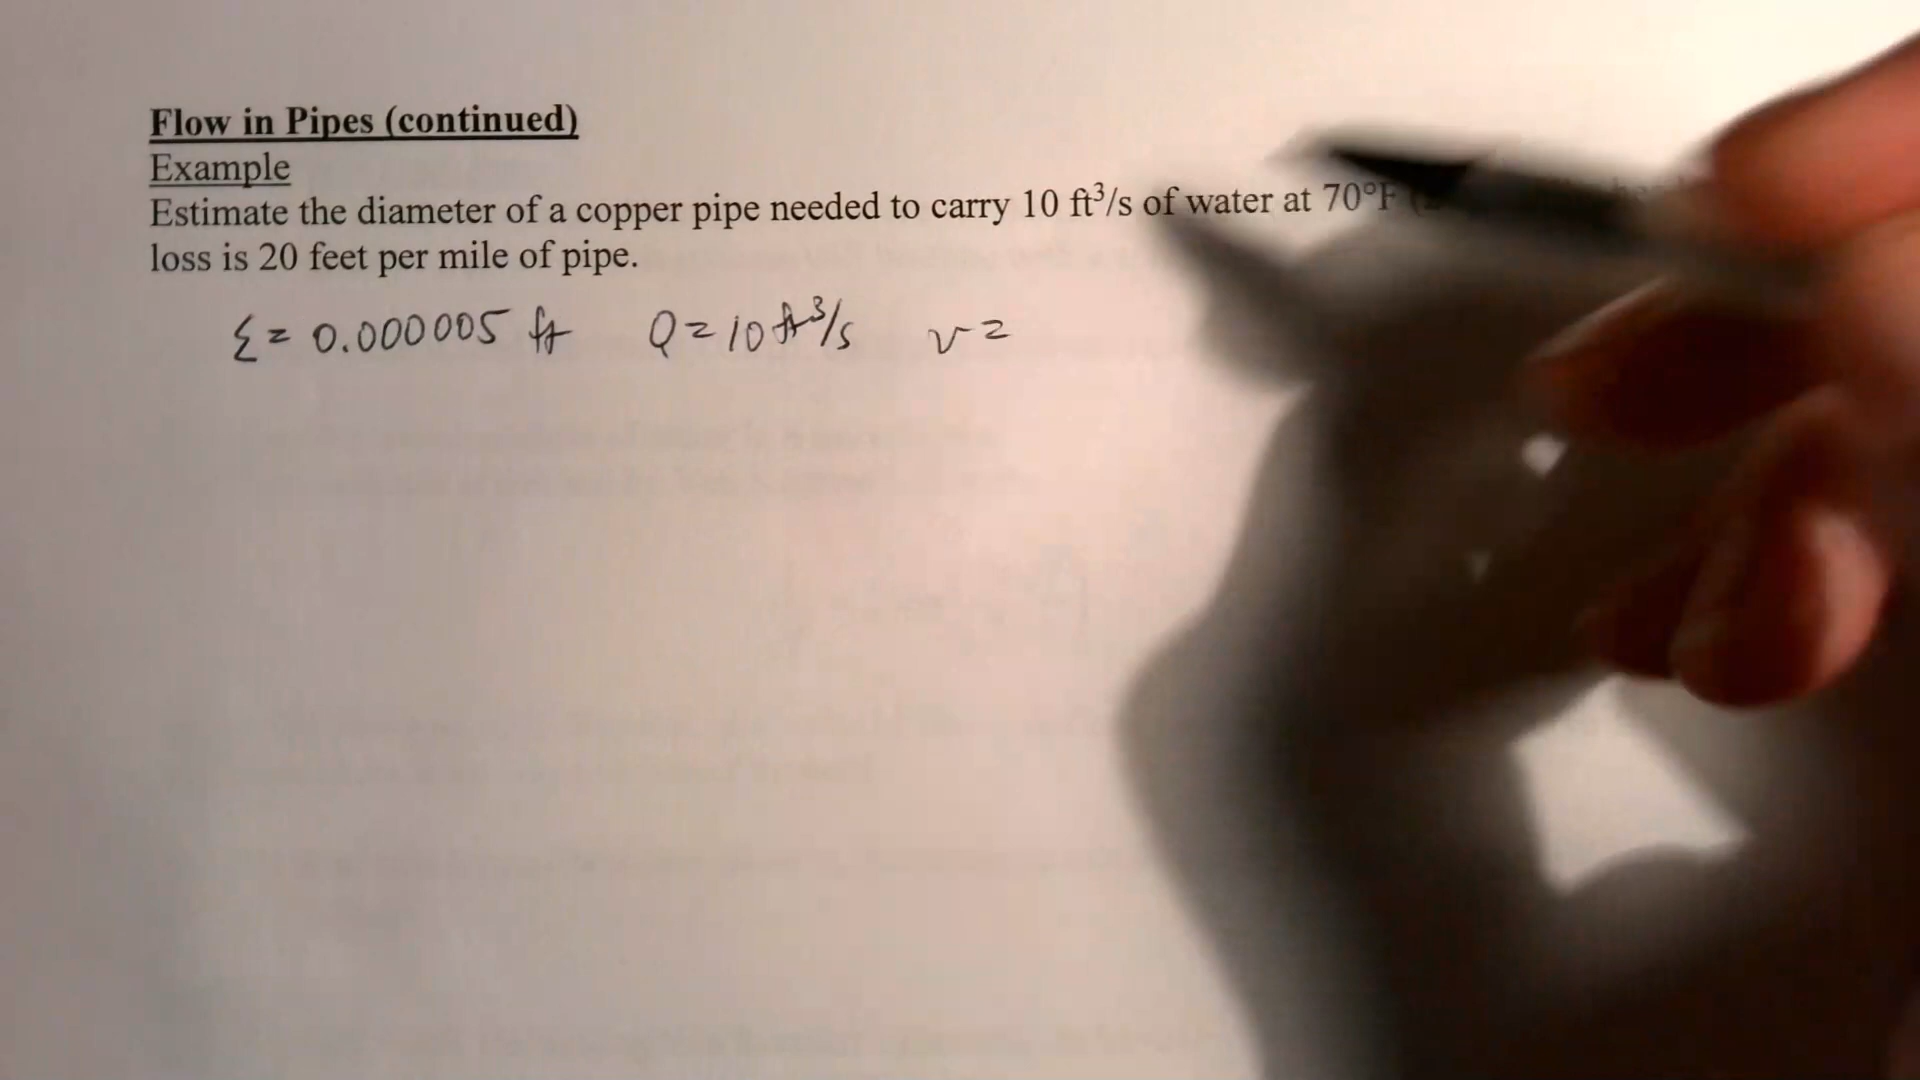 Flow in Pipes (continued)
Example
Estimate the diameter of a copper pipe needed to carry 10 ft³/s of water at 70°F
loss is 20 feet per mile of pipe.
ε = 0.000005 ft Q = 10 ft³/s ν =